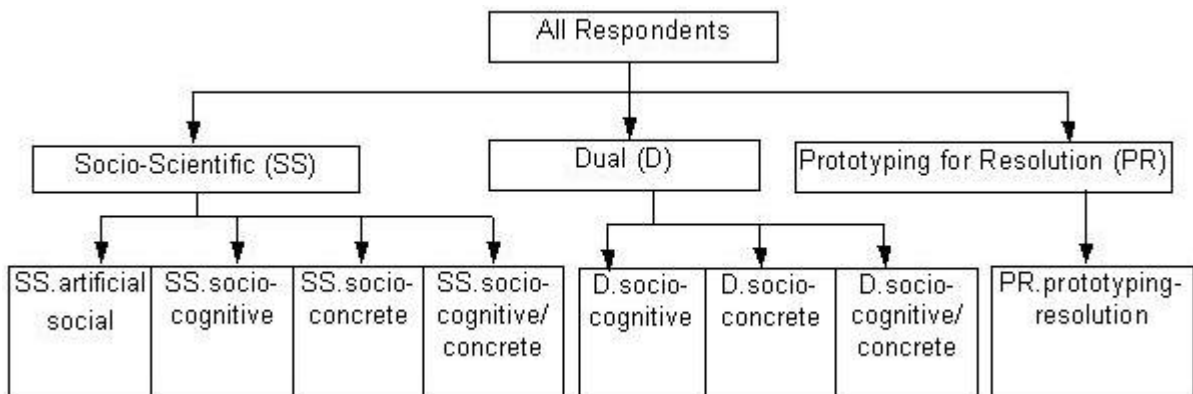 All Respondents
Socio-Scientific (SS)
Dual (D)
Prototyping for Resolution (PR)
SS.artificial
social
SS.socio-
cognitive
SS.socio-
concrete
SS.socio-
cognitive/
concrete
D.socio-
cognitive
D.socio-
concrete
D.socio-
cognitive/
concrete
PR.prototyping-
resolution